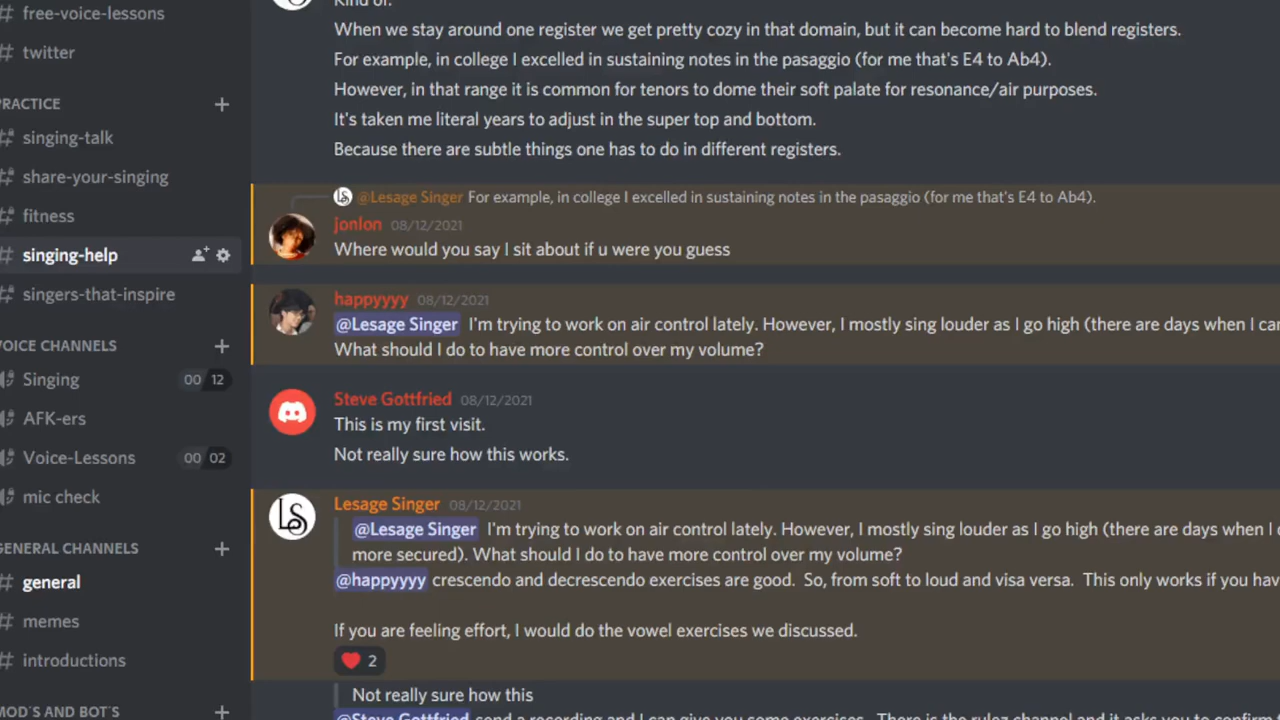 free-voice-lessons
twitter
PRACTICE
singing-talk
share-your-singing
fitness
singing-help
singers-that-inspire
VOICE CHANNELS
Singing 00 12
AFK-ers
Voice-Lessons 00 02
mic check
GENERAL CHANNELS
general
memes
introductions
MOD'S AND BOT'S
Kind of.
When we stay around one register we get pretty cozy in that domain, but it can become hard to blend registers.
For example, in college I excelled in sustaining notes in the pasaggio (for me that's E4 to Ab4).
However, in that range it is common for tenors to dome their soft palate for resonance/air purposes.
It's taken me literal years to adjust in the super top and bottom.
Because there are subtle things one has to do in different registers.
LS @Lesage Singer For example, in college I excelled in sustaining notes in the pasaggio (for me that's E4 to Ab4).
jonlon 08/12/2021
Where would you say I sit about if u were you guess
happyyyy 08/12/2021
@Lesage Singer I'm trying to work on air control lately. However, I mostly sing louder as I go high (there are days when I
What should I do to have more control over my volume?
Steve Gottfried 08/12/2021
This is my first visit.
Not really sure how this works.
LS Lesage Singer 08/12/2021
@Lesage Singer I'm trying to work on air control lately. However, I mostly sing louder as I go high (there are days when I
more secured). What should I do to have more control over my volume?
@happyyyy crescendo and decrescendo exercises are good. So, from soft to loud and visa versa. This only works if you have
If you are feeling effort, I would do the vowel exercises we discussed.
2
Not really sure how this
@Steve Gottfried send a recording and I can give you some exercises. There is the rulez channel and it asks you to confirm